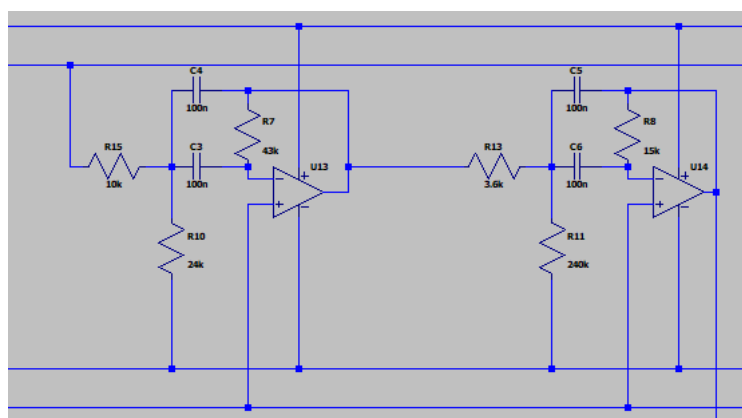 C4
100n
R7
43k
R15
10k
C3
100n
U13
R10
24k
C5
100n
R8
15k
R13
3.6k
C6
100n
U14
R11
240k